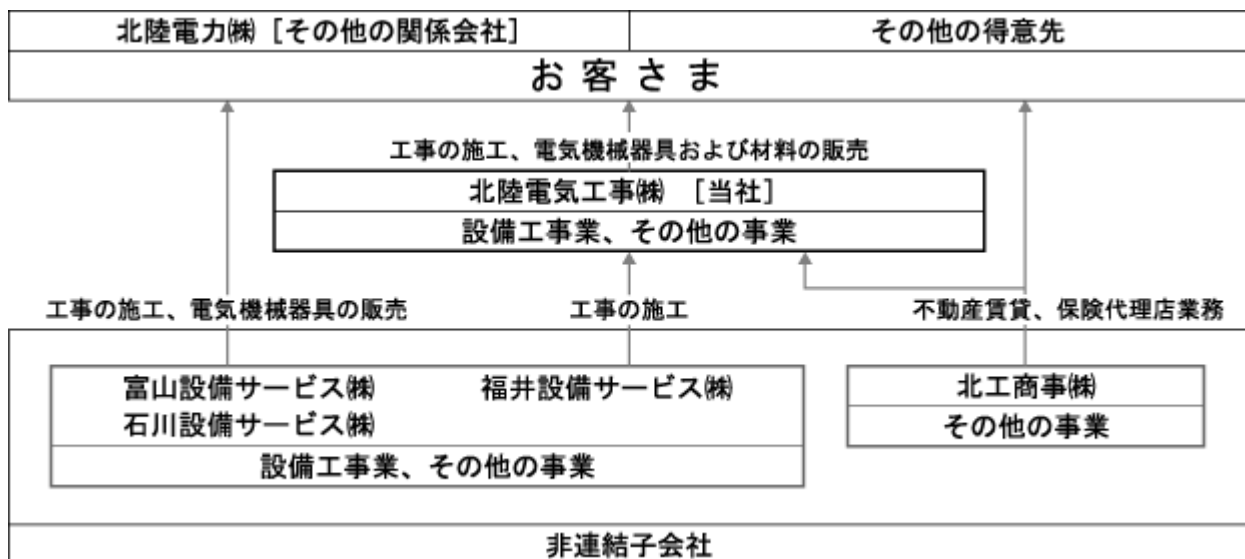 北陸電力㈱［その他の関係会社］
その他の得意先
お客さま
工事の施工、電気機械器具および材料の販売
北陸電気工事㈱　［当社］
設備工事業、その他の事業
工事の施工、電気機械器具の販売
工事の施工
不動産賃貸、保険代理店業務
富山設備サービス㈱
福井設備サービス㈱
石川設備サービス㈱
設備工事業、その他の事業
北工商事㈱
その他の事業
非連結子会社